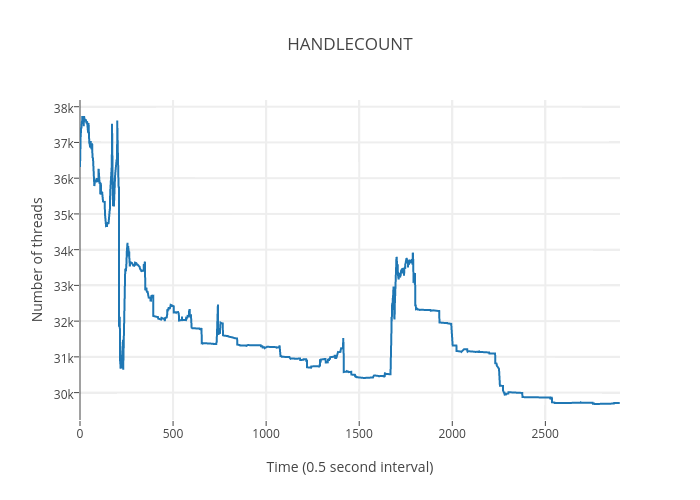 HANDLECOUNT
38k
37k
36k
35k
34k
33k
32k
31k
30k
Number of threads
0 500 1000 1500 2000 2500
Time (0.5 second interval)